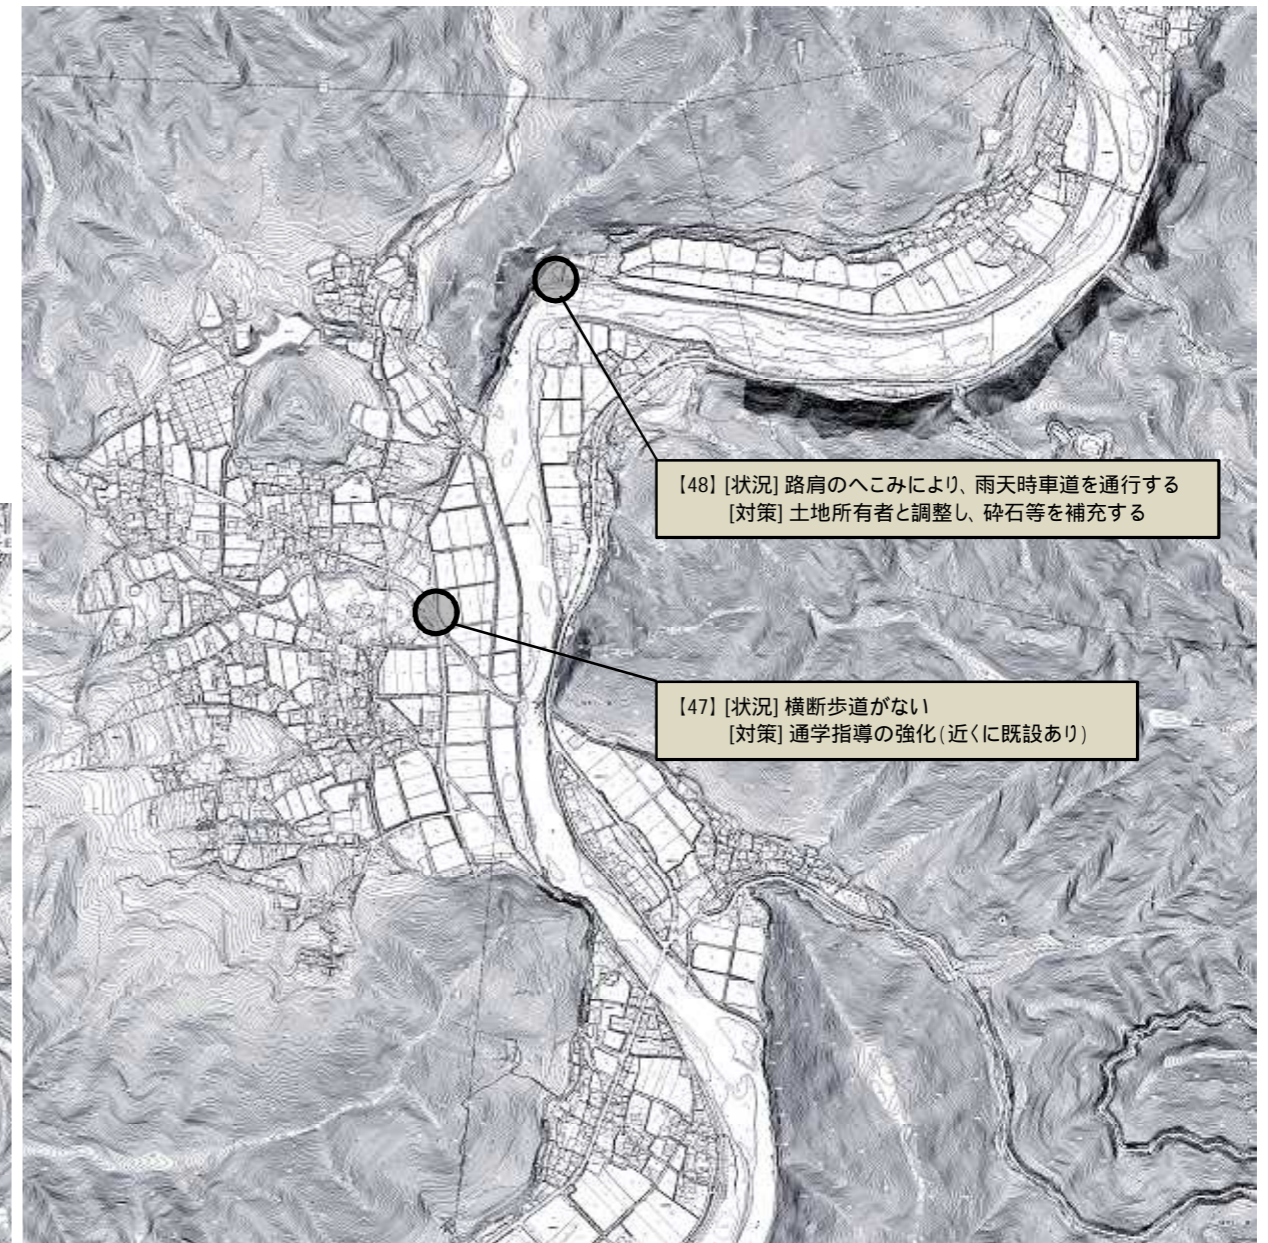 【48】 [状況] 路肩のへこみにより、雨天時車道を通行する
[対策] 土地所有者と調整し、砕石等を補充する
【47】 [状況] 横断歩道がない
[対策] 通学指導の強化(近くに既設あり)